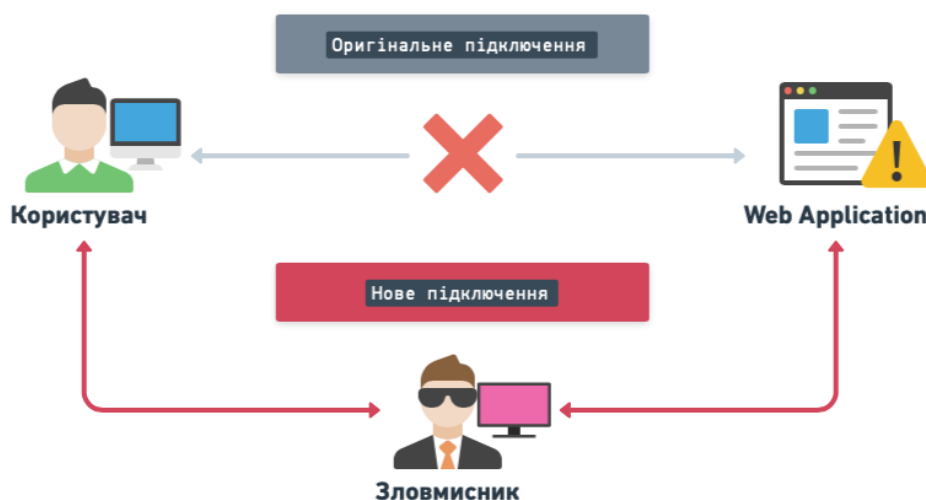 Оригінальне підключення
Користувач
Web Application
Нове підключення
Зловмисник